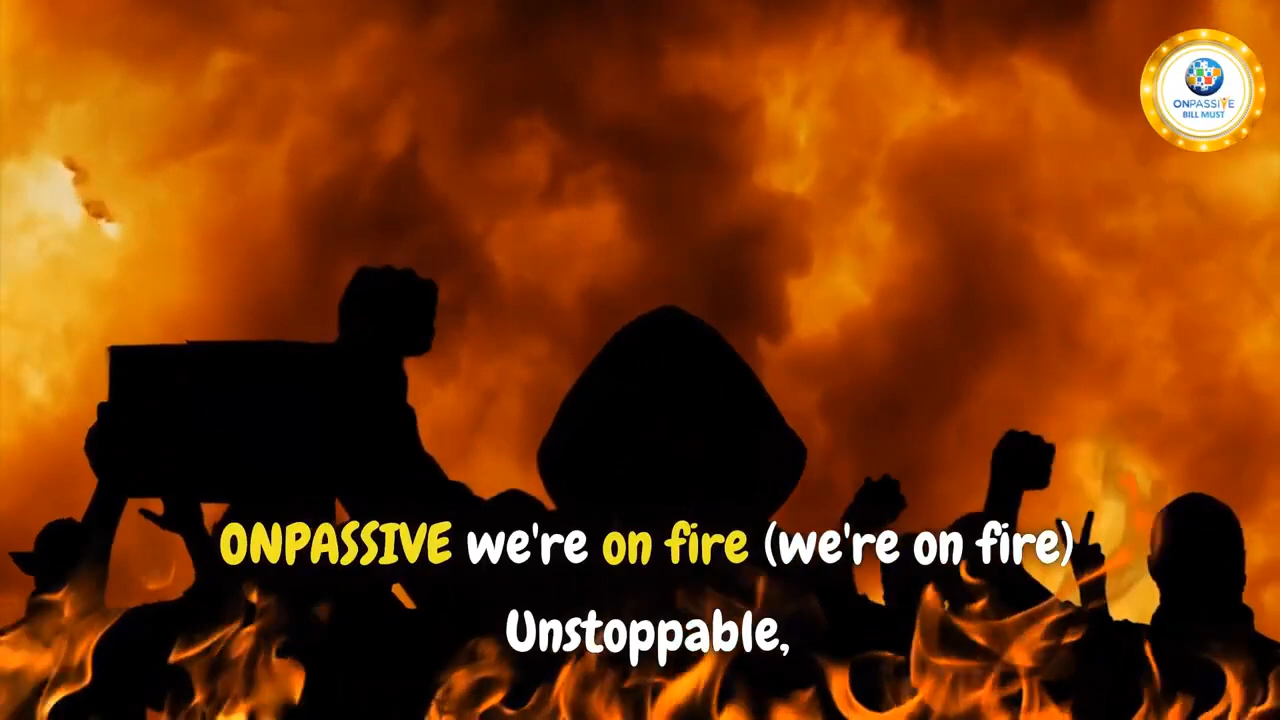 ONPASSIVE
BILL MUST
ONPASSIVE we're on fire (we're on fire)
Unstoppable,